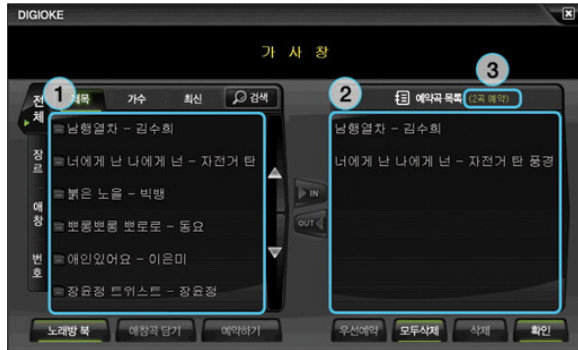 DIGIOKE
가 사 창
3
1
2
전체
제목 가수 최신 검색
예약곡 목록 (2곡 예약)
장르
애창
번호
남행열차 - 김수희
너에게 난 나에게 넌 - 자전거 탄
붉은 노을 - 빅뱅
뽀롱뽀롱 뽀로로 - 동요
애인있어요 - 이은미
장윤정 트위스트 - 장윤정
IN
OUT
남행열차 - 김수희
너에게 난 나에게 넌 - 자전거 탄 풍경
노래방 북 애창곡 담기 예약하기
우선예약 모두삭제 삭제 확인